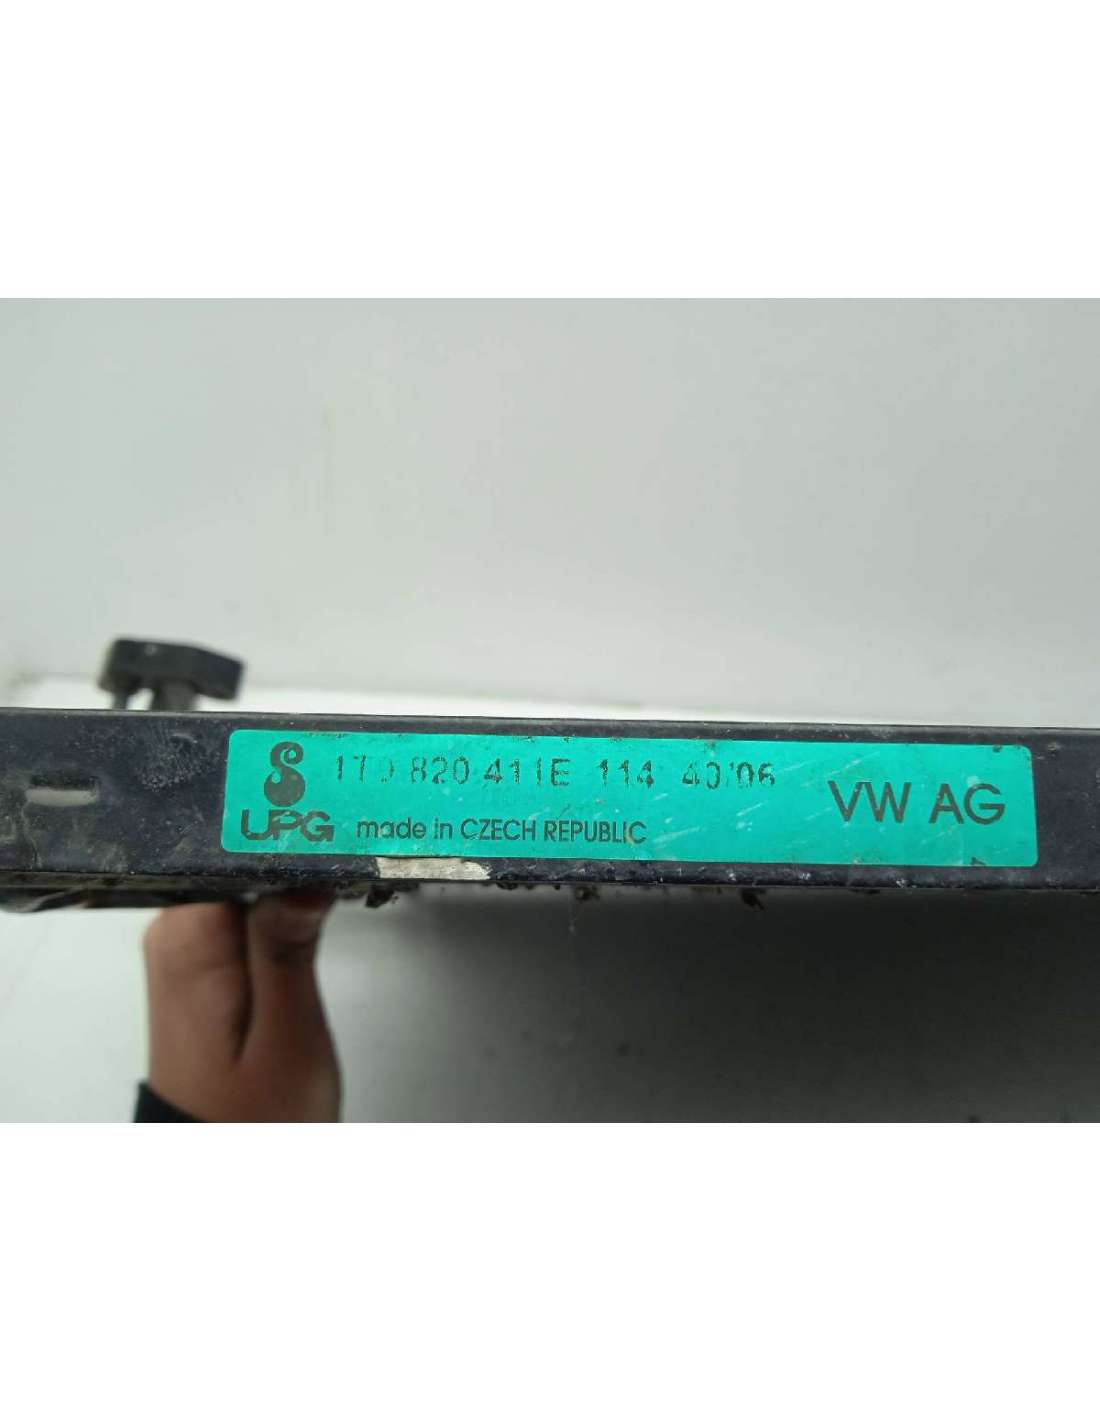 1T0 820 411E 114 40/06
UPG made in CZECH REPUBLIC
VW AG